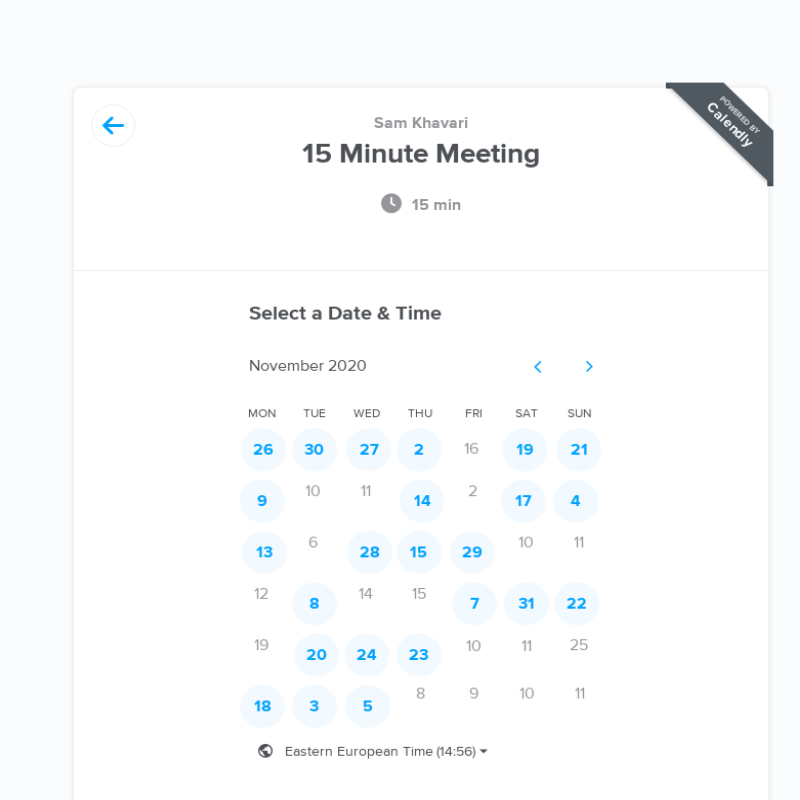 POWERED BY
Calendly
Sam Khavari
15 Minute Meeting
15 min
Select a Date & Time
November 2020
MON TUE WED THU FRI SAT SUN
26 30 27 2 16 19 21
9 10 11 14 2 17 4
13 6 28 15 29 10 11
12 8 14 15 7 31 22
19 20 24 23 10 11 25
18 3 5 8 9 10 11
Eastern European Time (14:56)